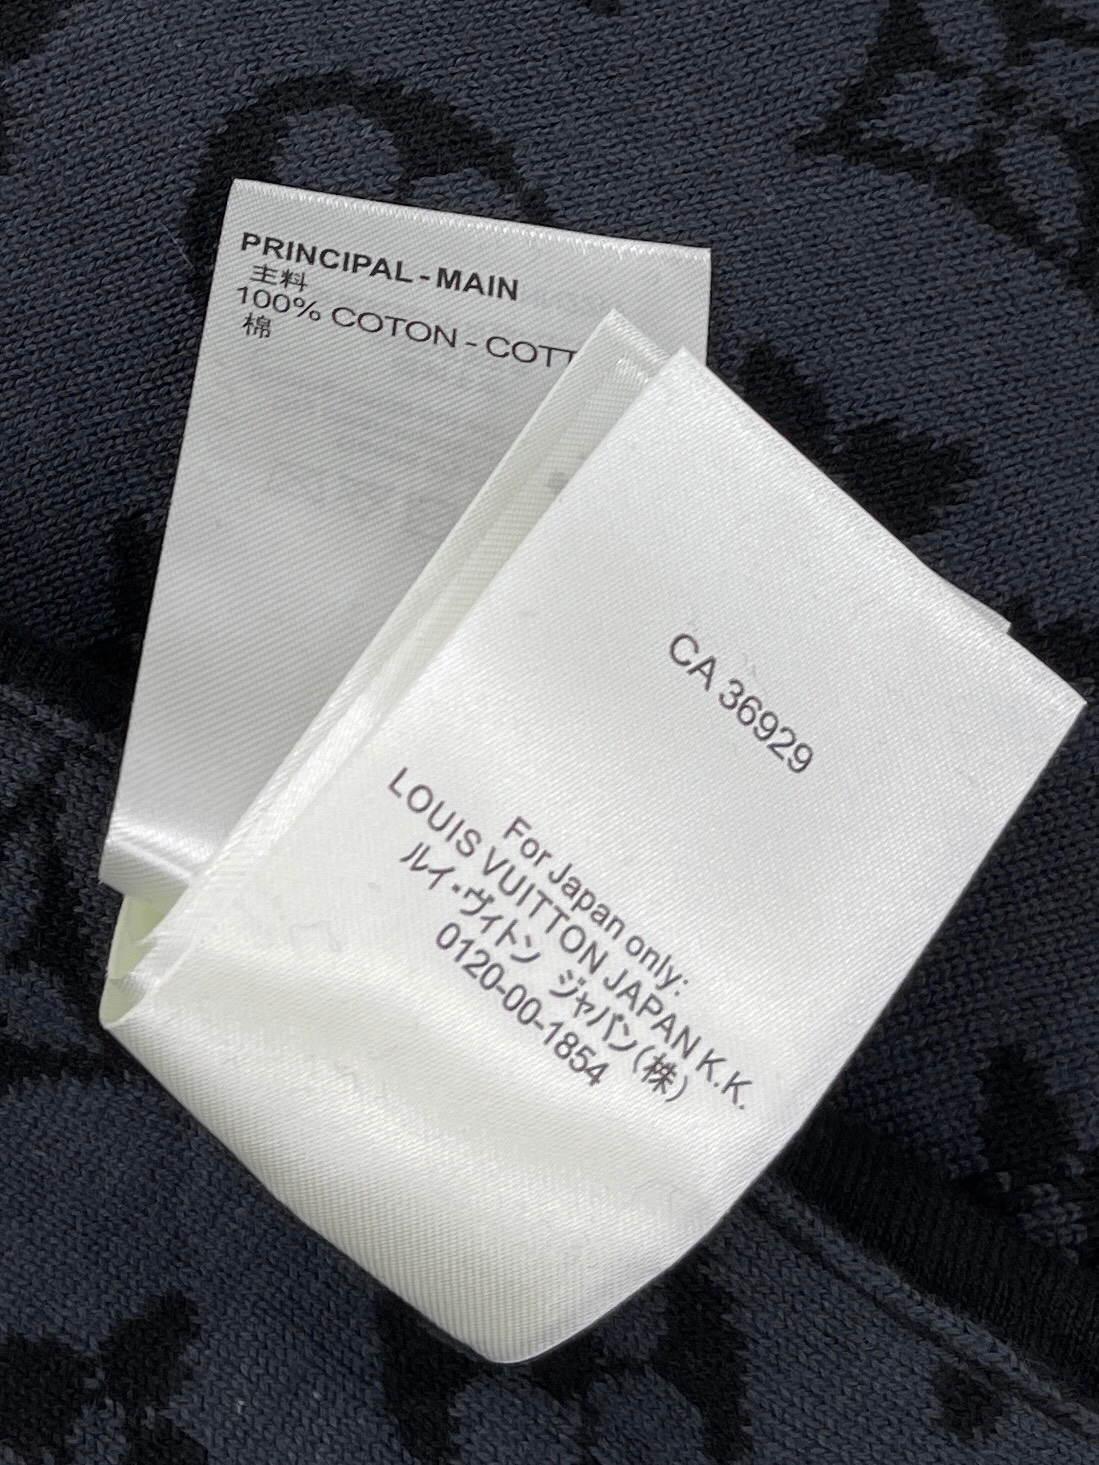 PRINCIPAL - MAIN
主料
100% COTON - COTT
棉
CA 36929
For Japan only:
LOUIS VUITTON JAPAN K.K.
ルイ・ヴィトン ジャパン(株)
0120-00-1854